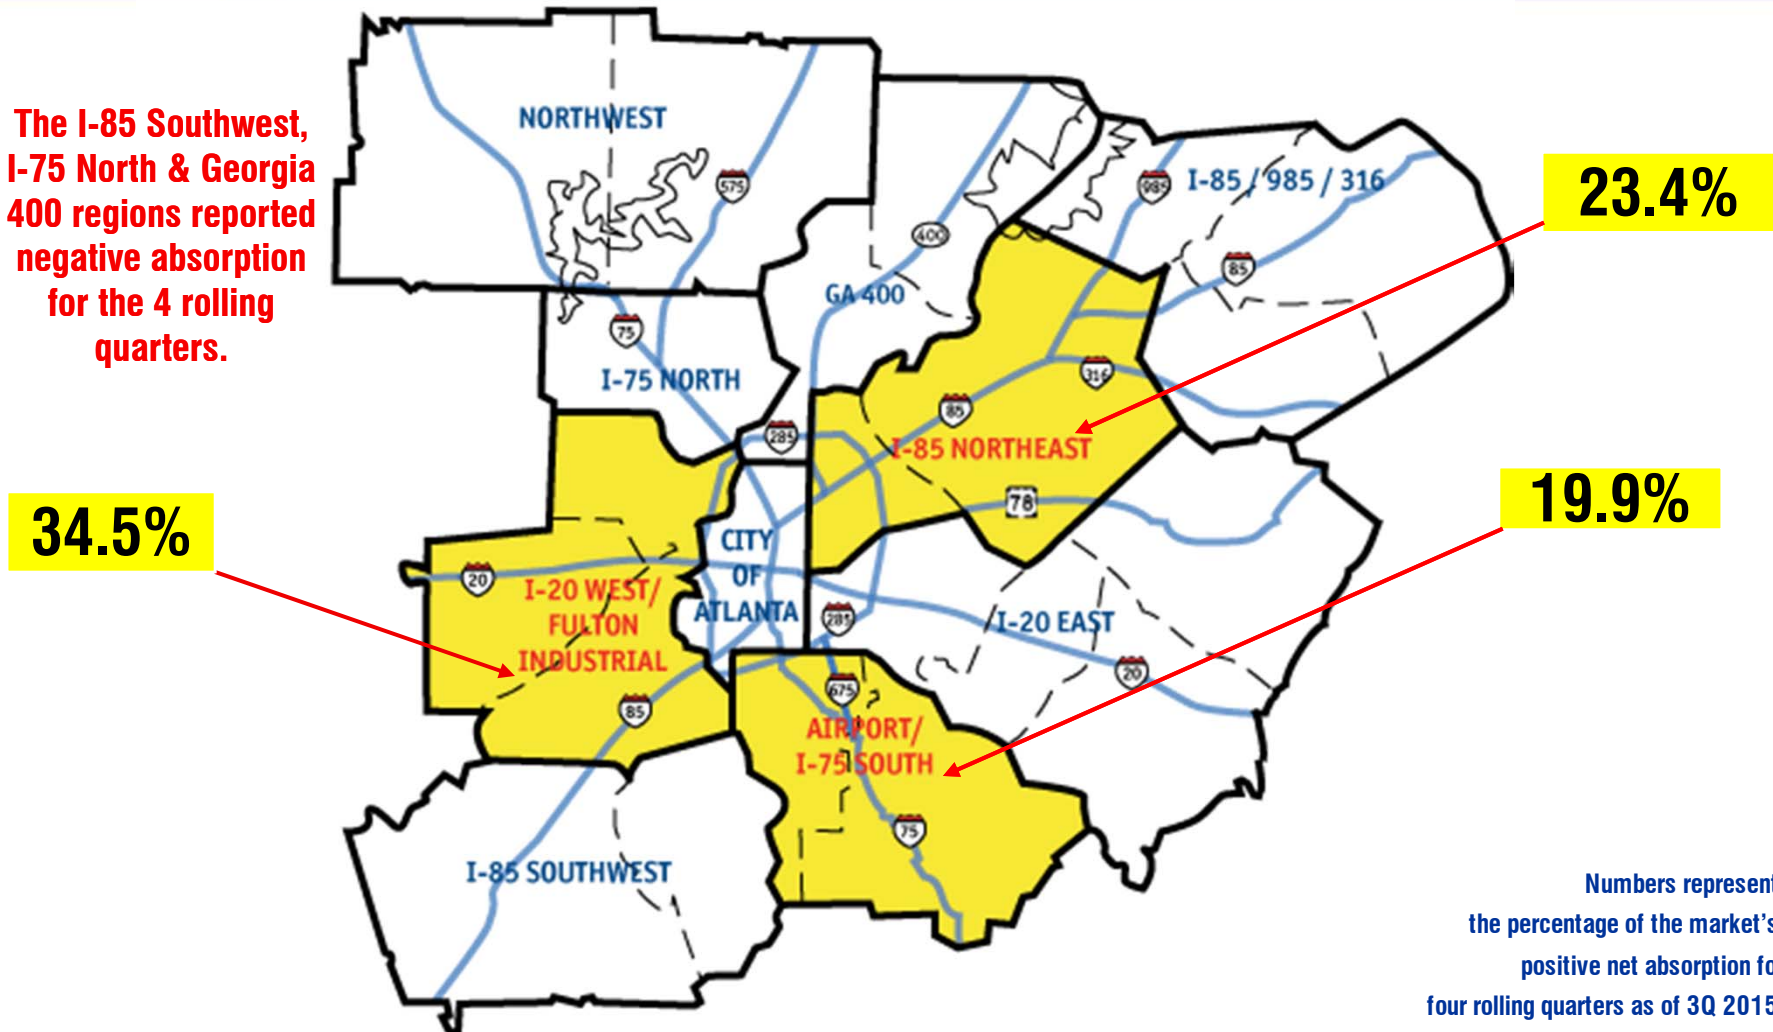 The I-85 Southwest,
I-75 North & Georgia
400 regions reported
negative absorption
for the 4 rolling
quarters.
NORTHWEST
575
985
I-85 / 985 / 316
23.4%
400
85
GA 400
75
I-75 NORTH
316
85
285
I-85 NORTHEAST
78
34.5%
19.9%
CITY
OF
ATLANTA
20
I-20 WEST/
FULTON
INDUSTRIAL
285
I-20 EAST
20
675
85
AIRPORT/
I-75 SOUTH
75
I-85 SOUTHWEST
Numbers represent
the percentage of the market's
positive net absorption fo
four rolling quarters as of 3Q 2015